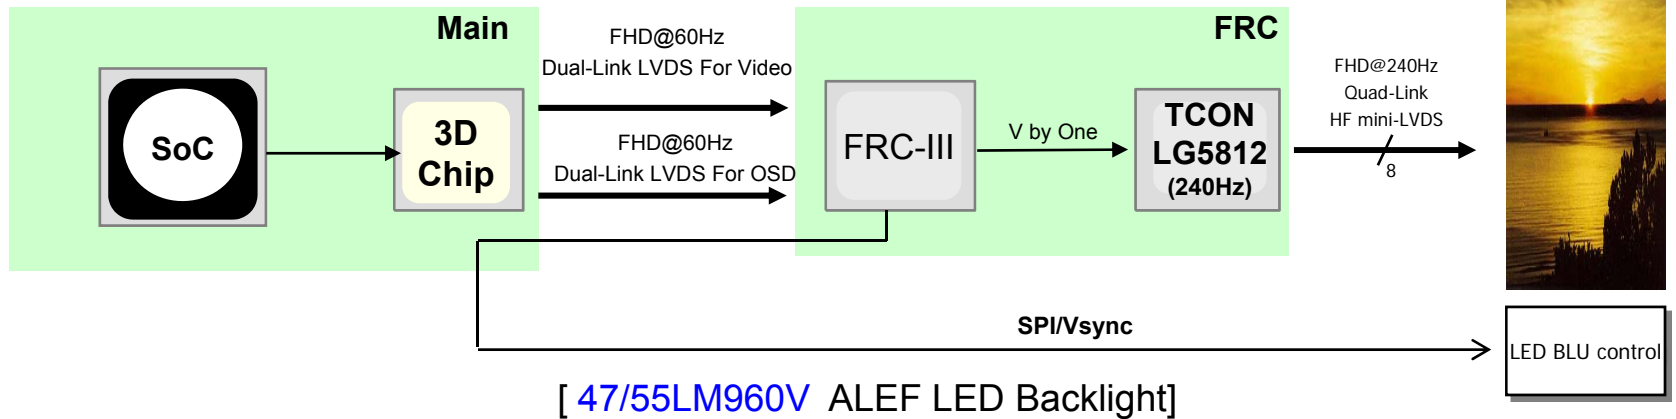 Main
FHD@60Hz
Dual-Link LVDS For Video
FRC
SoC
3D
Chip
FHD@60Hz
Dual-Link LVDS For OSD
FRC-III
V by One
TCON
LG5812
(240Hz)
FHD@240Hz
Quad-Link
HF mini-LVDS
8
SPI/Vsync
LED BLU control
[ 47/55LM960V ALEF LED Backlight]